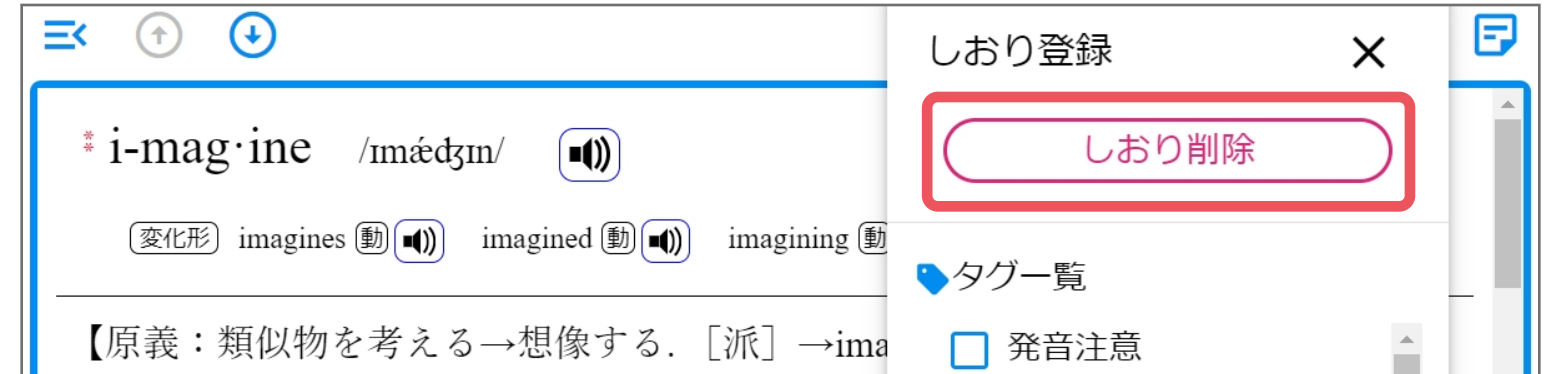 しおり登録
** i-mag·ine /ɪmǽdʒɪn/
しおり削除
変化形 imagines 動 imagined 動 imagining 動
タグ一覧
【原義：類似物を考える→想像する．［派］→ima
発音注意